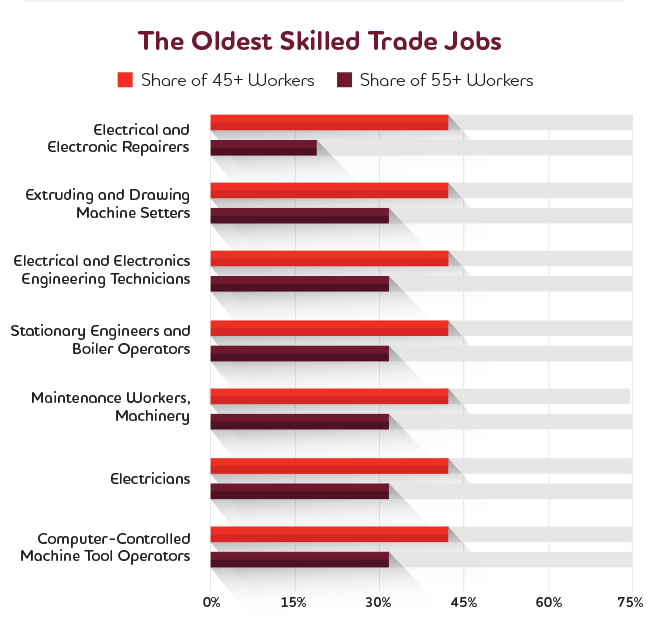 The Oldest Skilled Trade Jobs
Share of 45+ Workers
Share of 55+ Workers
Electrical and
Electronic Repairers
Extruding and Drawing
Machine Setters
Electrical and Electronics
Engineering Technicians
Stationary Engineers and
Boiler Operators
Maintenance Workers,
Machinery
Electricians
Computer-Controlled
Machine Tool Operators
0% 15% 30% 45% 60% 75%